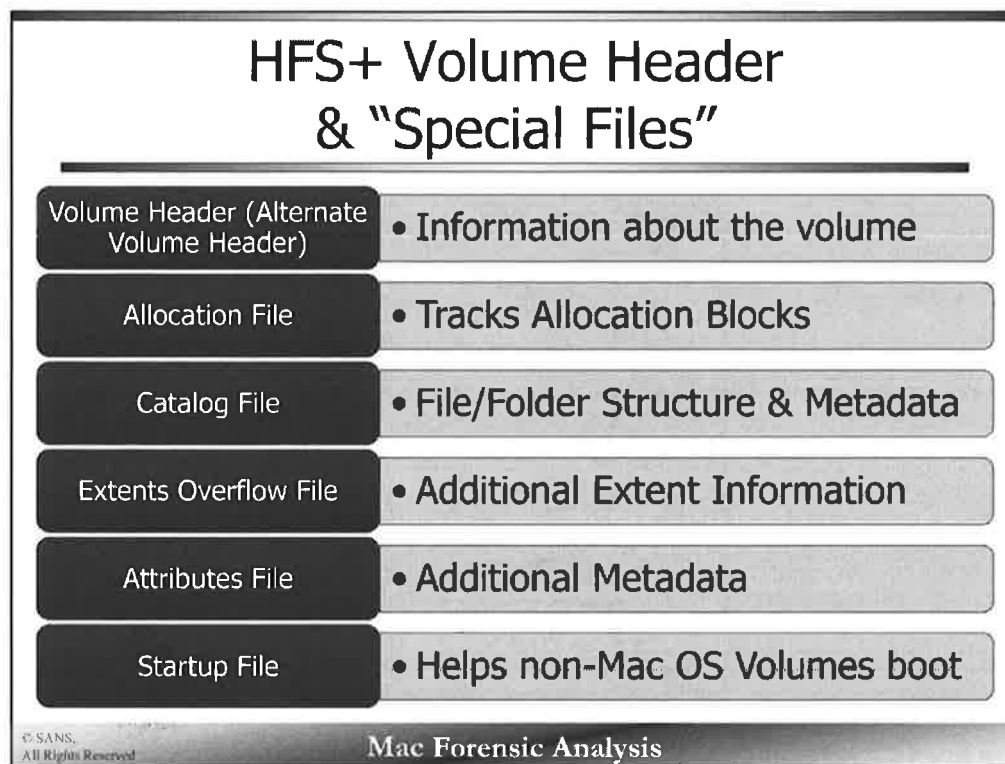 HFS+ Volume Header
& “Special Files”
Volume Header (Alternate
Volume Header)
• Information about the volume
Allocation File
• Tracks Allocation Blocks
Catalog File
• File/Folder Structure & Metadata
Extents Overflow File
• Additional Extent Information
Attributes File
• Additional Metadata
Startup File
• Helps non-Mac OS Volumes boot
© SANS,
All Rights Reserved
Mac Forensic Analysis